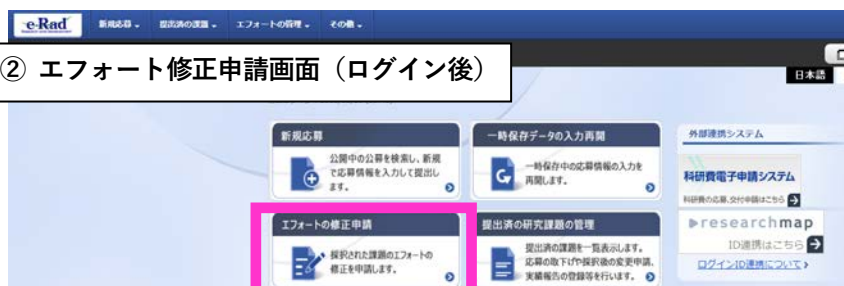 e-Rad 新規応募 提出済の課題 エフォートの管理 その他
② エフォート修正申請画面（ログイン後）
日本語
新規応募
公開中の公募を検索し、新規
で応募情報を入力して提出し
ます。
一時保存データの入力再開
一時保存中の応募情報の入力を
再開します。
外部連携システム
科研費電子申請システム
科研費の応募、交付申請はこちら
エフォートの修正申請
採択された課題のエフォートの
修正を申請します。
提出済の研究課題の管理
提出済の課題を一覧表示します。
応募の取下げや採択後の変更申請、
実績報告の登録等を行います。
researchmap
ID連携はこちら
ログインID連携について